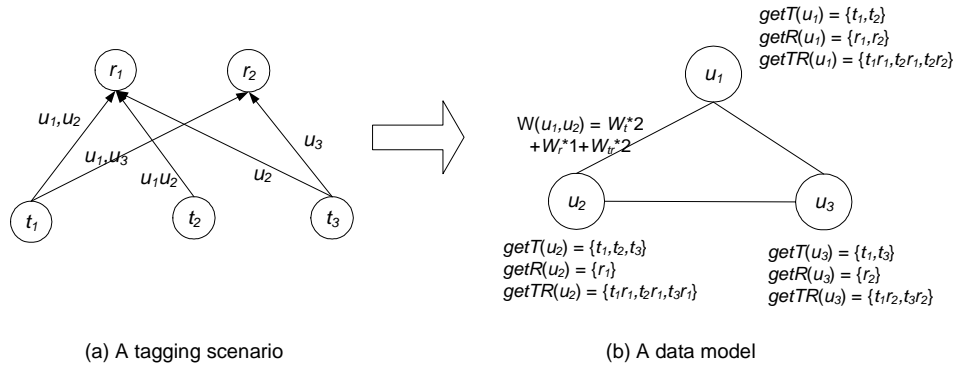 r1
r2
u1,u2
u1,u3
u1u2
u2
u3
t1
t2
t3
(a) A tagging scenario
getT(u1) = {t1,t2}
getR(u1) = {r1,r2}
getTR(u1) = {t1r1,t2r1,t2r2}
u1
W(u1,u2) = Wt*2
+Wr*1+Wtr*2
u2
u3
getT(u2) = {t1,t2,t3}
getR(u2) = {r1}
getTR(u2) = {t1r1,t2r1,t3r1}
getT(u3) = {t1,t3}
getR(u3) = {r2}
getTR(u3) = {t1r2,t3r2}
(b) A data model